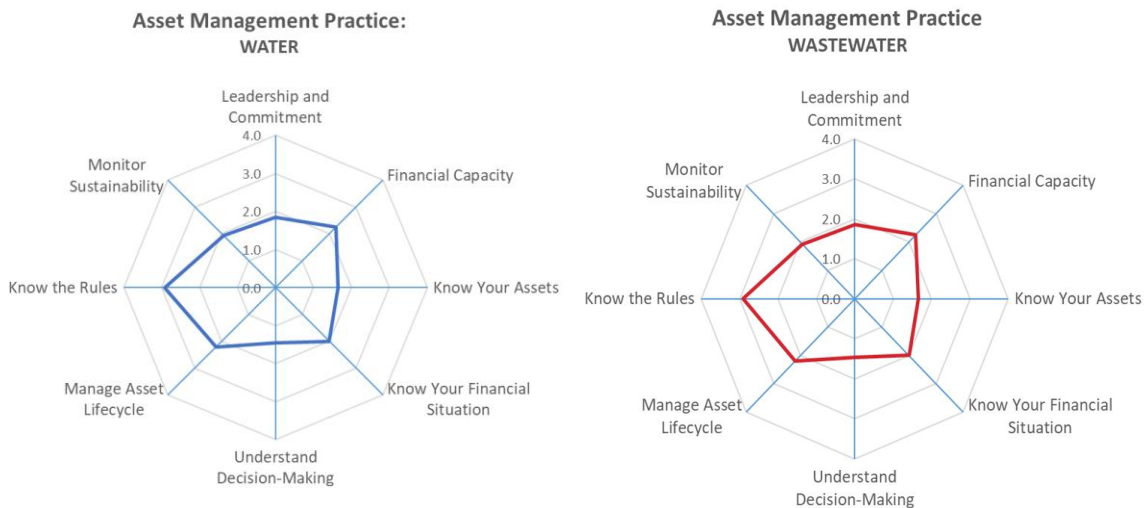 Asset Management Practice:
WATER
Leadership and
Commitment
4.0
Monitor
Sustainability
3.0
Financial Capacity
2.0
1.0
Know the Rules
0.0
Know Your Assets
Manage Asset
Lifecycle
Know Your Financial
Situation
Understand
Decision-Making
Asset Management Practice
WASTEWATER
Leadership and
Commitment
4.0
Monitor
Sustainability
3.0
Financial Capacity
2.0
1.0
Know the Rules
0.0
Know Your Assets
Manage Asset
Lifecycle
Know Your Financial
Situation
Understand
Decision-Making